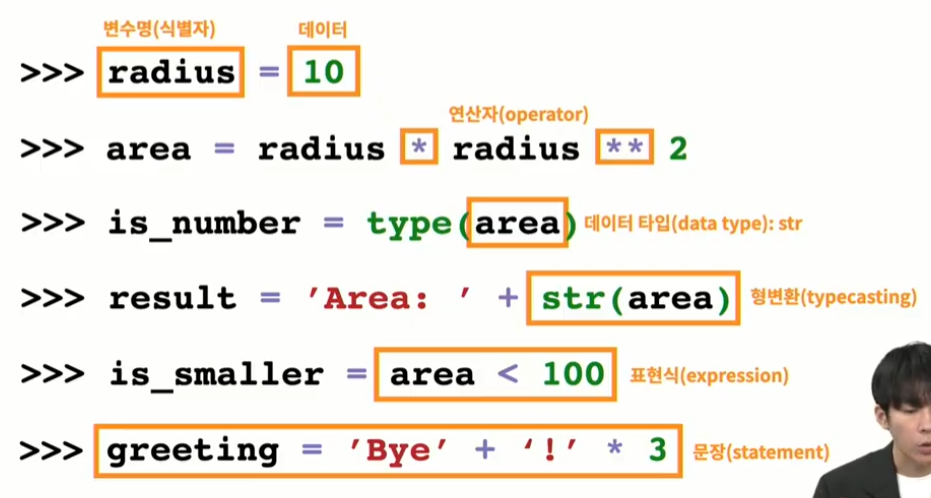 변수명(식별자) 데이터
>>> radius = 10
연산자(operator)
>>> area = radius * radius ** 2
>>> is_number = type(area) 데이터 타입(data type): str
>>> result = ’Area: ’ + str(area) 형변환(typecasting)
>>> is_smaller = area < 100 표현식(expression)
>>> greeting = ’Bye’ + ‘!’ * 3 문장(statement)